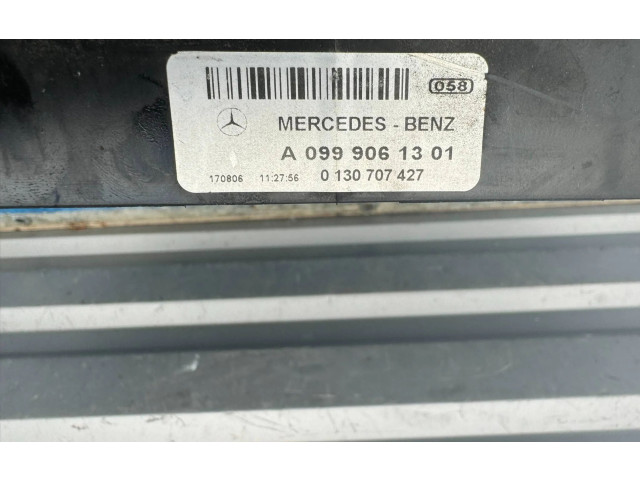 058
MERCEDES - BENZ
A 099 906 13 01
170806 11:27:56 0 130 707 427